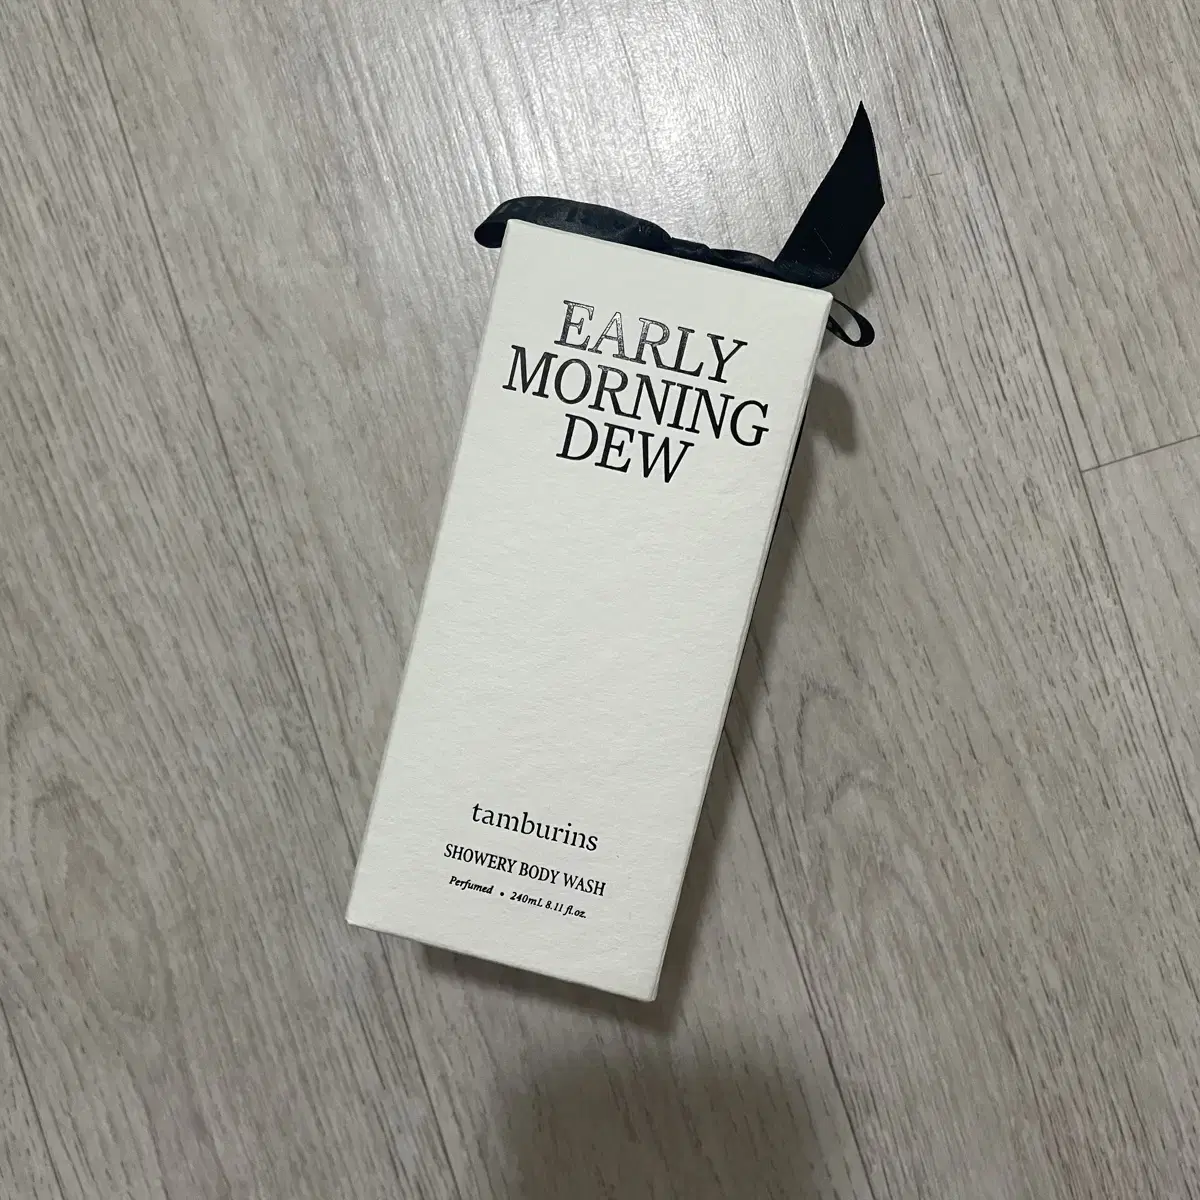 EARLY
MORNING
DEW
tamburins
SHOWERY BODY WASH
Perfumed • 240mL 8.11 fl.oz.